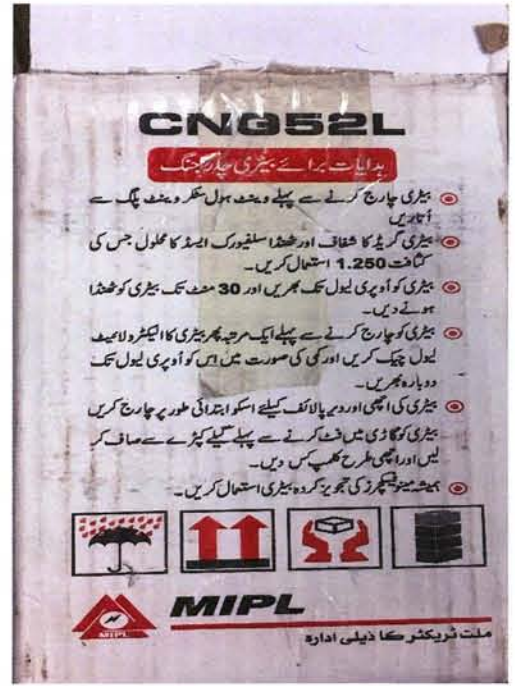 CNG52L
ہدایات برائے بیٹری چارجنگ
بیٹری چارج کرنے سے پہلے وینٹ ہول سکر وینٹ پلگ سے
اُتاریں
بیٹری گریڈ کا شفاف اور ٹھنڈا سلفیورک ایسڈ کا محلول جس کی
کثافت 1.250 استعمال کریں۔
بیٹری کو اُوپری لیول تک بھریں اور 30 منٹ تک بیٹری کو ٹھنڈا
ہونے دیں۔
بیٹری کو چارج کرنے سے پہلے ایک مرتبہ پھر بیٹری کا الیکٹرولائیٹ
لیول چیک کریں اور کمی کی صورت میں اِس کو اُوپری لیول تک
دوبارہ بھریں۔
بیٹری کی اچھی اور دیرپا لائف کیلئے اسکو ابتدائی طور پر چارج کریں
بیٹری کو گاڑی میں فٹ کرنے سے پہلے گیلے کپڑے سے صاف کر
لیں اور اچھی طرح کلمپ کس دیں۔
ہمیشہ مینوفیکچرز کی تجویز کردہ بیٹری استعمال کریں۔
MIPL
MIPL
ملت ٹریکٹر کا ذیلی ادارہ